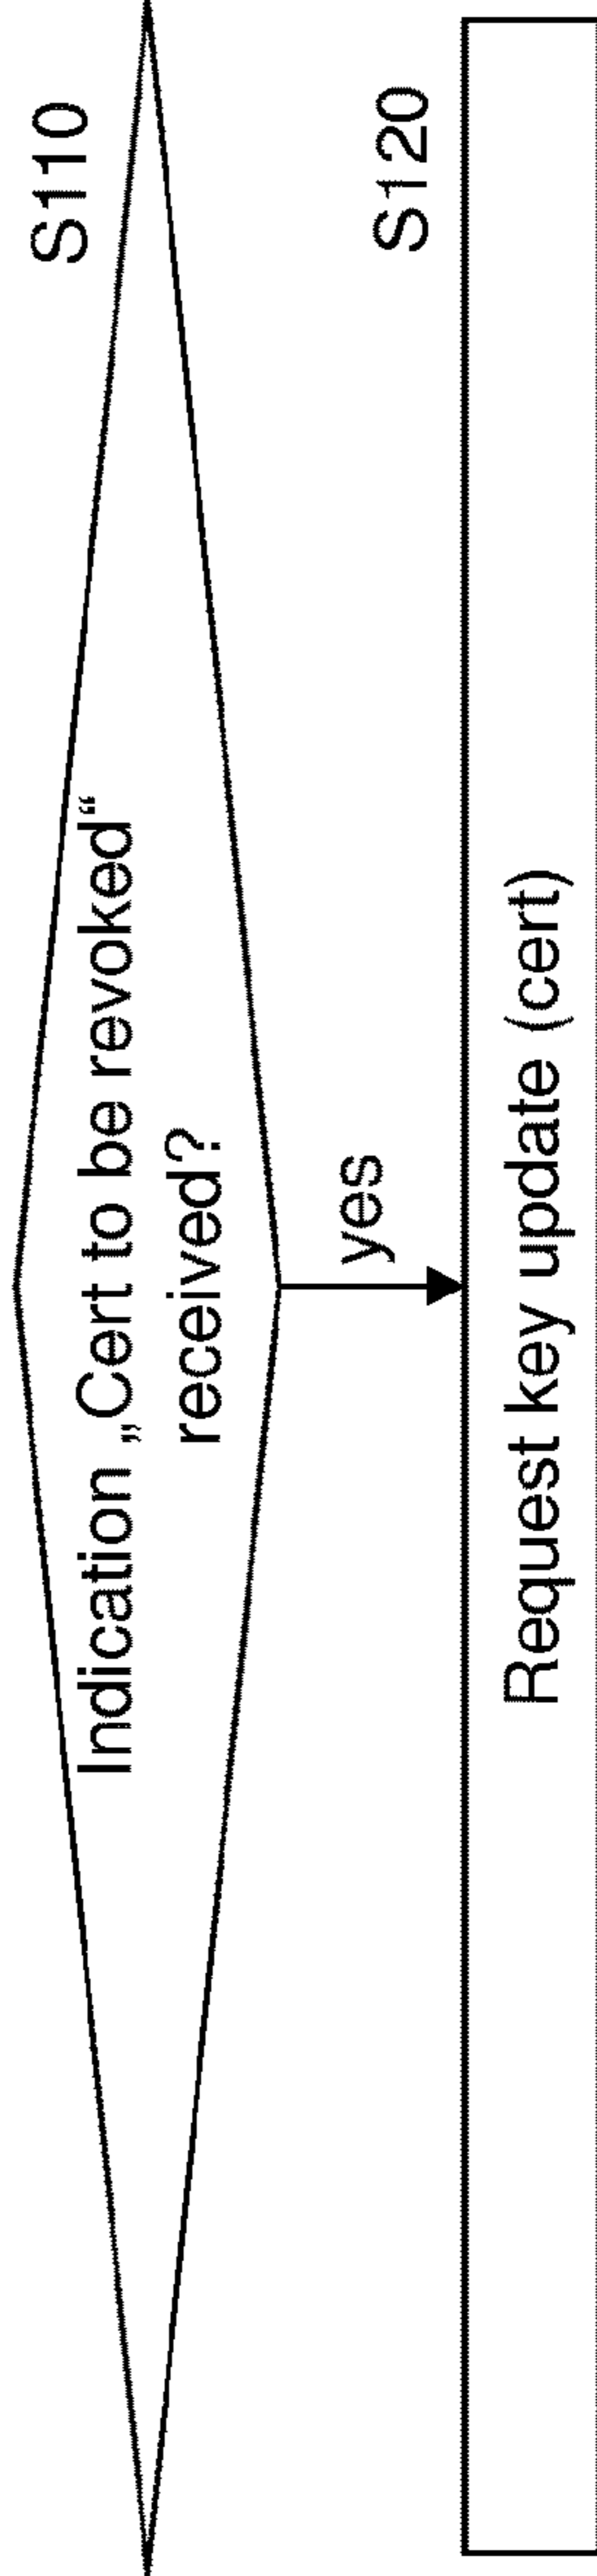 S110
Indication „Cert to be revoked“
received?
yes
S120
Request key update (cert)